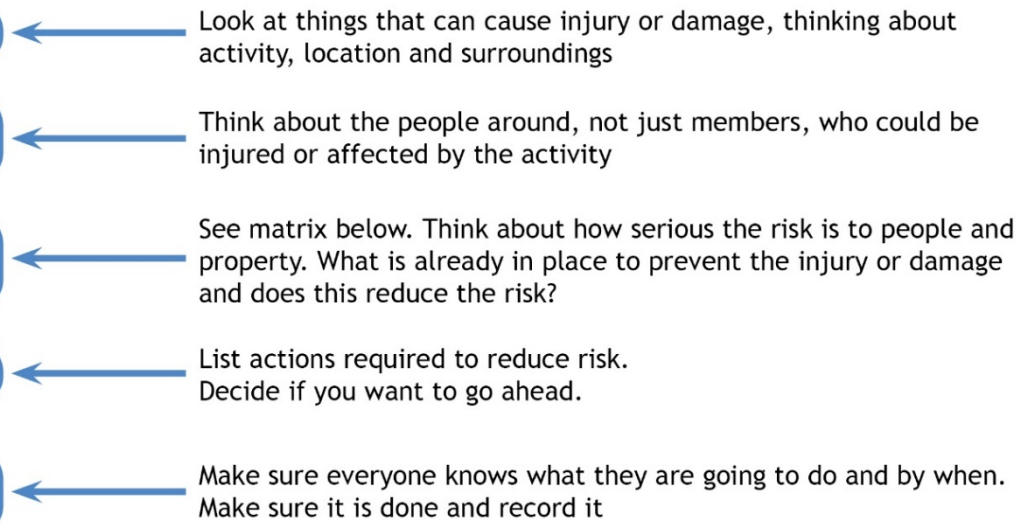 Look at things that can cause injury or damage, thinking about
activity, location and surroundings
Think about the people around, not just members, who could be
injured or affected by the activity
See matrix below. Think about how serious the risk is to people and
property. What is already in place to prevent the injury or damage
and does this reduce the risk?
List actions required to reduce risk.
Decide if you want to go ahead.
Make sure everyone knows what they are going to do and by when.
Make sure it is done and record it